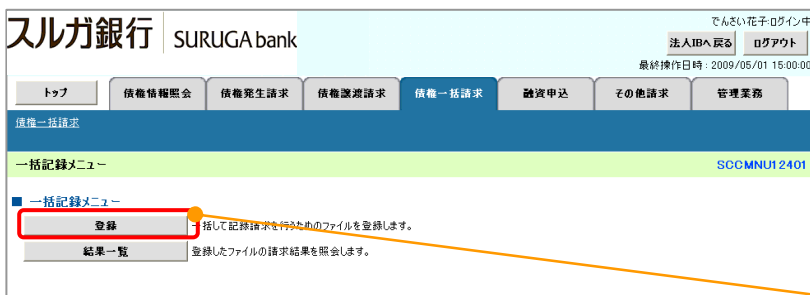 でんさい花子:ログイン中
スルガ銀行 SURUGA bank
法人IBへ戻る ログアウト
最終操作日時:2009/05/01 15:00:00
トップ 債権情報照会 債権発生請求 債権譲渡請求 債権一括請求 融資申込 その他請求 管理業務
債権一括請求
一括記録メニュー SCCMNU12401
■ 一括記録メニュー
登録 一括して記録請求を行うためのファイルを登録します。
結果一覧 登録したファイルの請求結果を照会します。